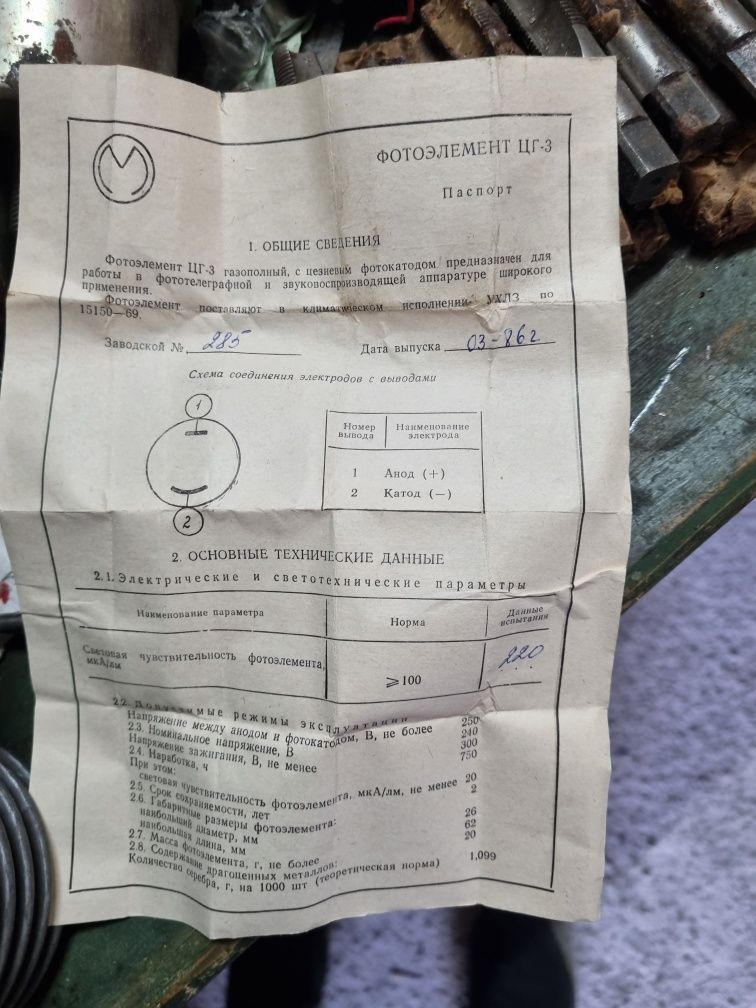 ФОТОЭЛЕМЕНТ ЦГ-3
Паспорт
1. ОБЩИЕ СВЕДЕНИЯ
Фотоэлемент ЦГ-3 газополный, с цезиевым фотокатодом предназначен для
работы в фототелеграфной и звуковоспроизводящей аппаратуре широкого
применения.
Фотоэлемент поставляют в климатическом исполнении УХЛ3 по
15150—69.
Заводской № 285 Дата выпуска 03-86г
Схема соединения электродов с выводами
1
2
Номер вывода Наименование электрода
1 Анод (+)
2 Катод (—)
2. ОСНОВНЫЕ ТЕХНИЧЕСКИЕ ДАННЫЕ
2.1. Электрические и светотехнические параметры
Наименование параметра Норма Данные испытания
Световая чувствительность фотоэлемента,
мкА/лм ⩾100 220
2.2. Допустимые режимы эксплуатации
Напряжение между анодом и фотокатодом, В, не более 250
2.3. Номинальное напряжение, В 240
Напряжение зажигания, В, не менее 300
2.4. Наработка, ч 750
При этом:
световая чувствительность фотоэлемента, мкА/лм, не менее 20
2.5. Срок сохраняемости, лет 2
2.6. Габаритные размеры фотоэлемента:
наибольший диаметр, мм 26
наибольшая длина, мм 62
2.7. Масса фотоэлемента, г, не более 20
2.8. Содержание драгоценных металлов:
Количество серебра, г, на 1000 шт (теоретическая норма) 1,099